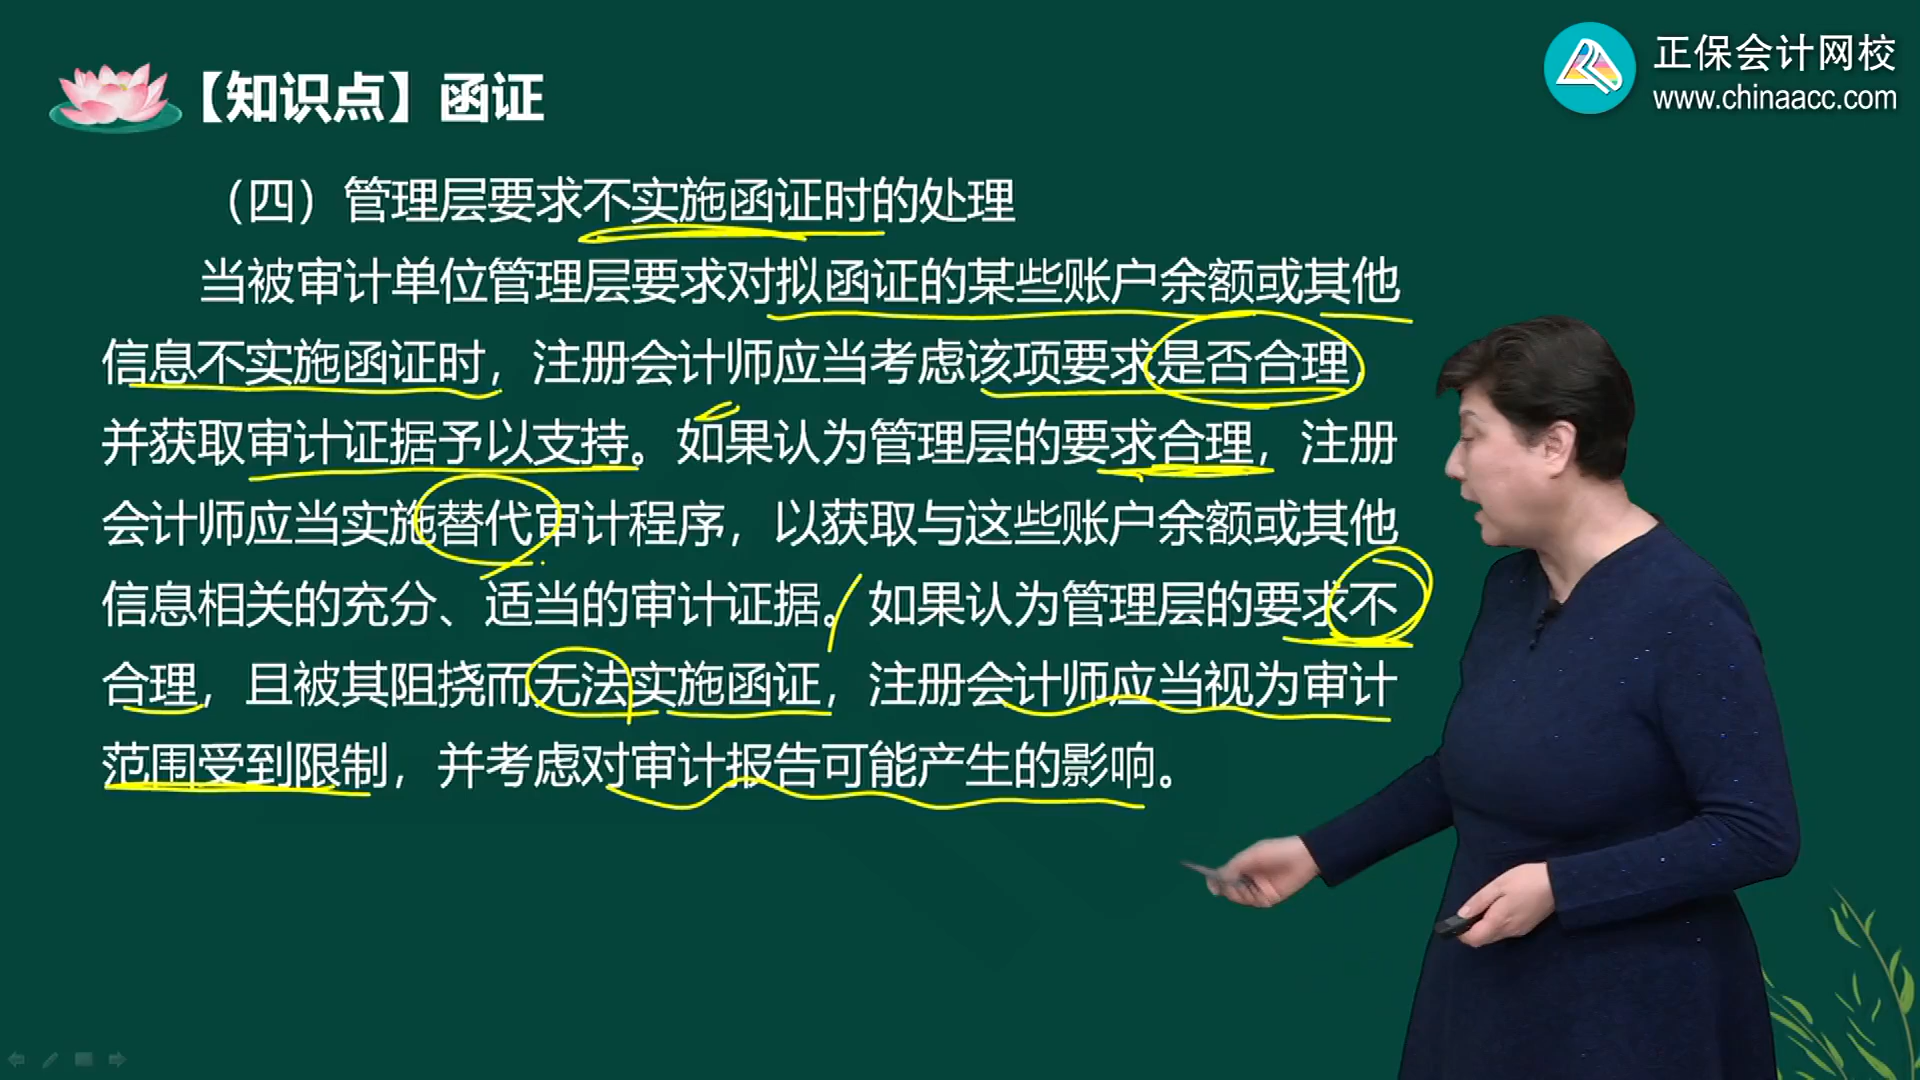 正保会计网校
www.chinaacc.com
【知识点】函证
（四）管理层要求不实施函证时的处理
当被审计单位管理层要求对拟函证的某些账户余额或其他
信息不实施函证时，注册会计师应当考虑该项要求是否合理，
并获取审计证据予以支持。如果认为管理层的要求合理，注册
会计师应当实施替代审计程序，以获取与这些账户余额或其他
信息相关的充分、适当的审计证据。如果认为管理层的要求不
合理，且被其阻挠而无法实施函证，注册会计师应当视为审计
范围受到限制，并考虑对审计报告可能产生的影响。